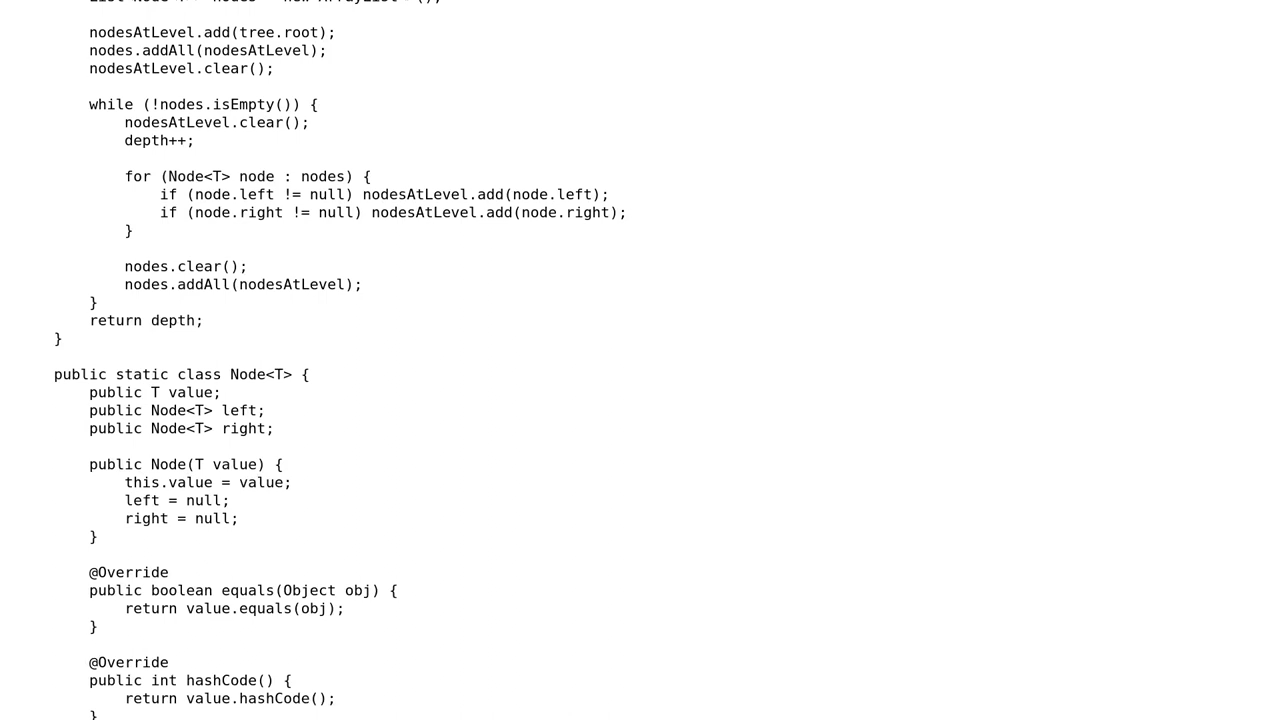 nodesAtLevel.add(tree.root);
nodes.addAll(nodesAtLevel);
nodesAtLevel.clear();
while (!nodes.isEmpty()) {
nodesAtLevel.clear();
depth++;
for (Node<T> node : nodes) {
if (node.left != null) nodesAtLevel.add(node.left);
if (node.right != null) nodesAtLevel.add(node.right);
}
nodes.clear();
nodes.addAll(nodesAtLevel);
}
return depth;
}
public static class Node<T> {
public T value;
public Node<T> left;
public Node<T> right;
public Node(T value) {
this.value = value;
left = null;
right = null;
}
@Override
public boolean equals(Object obj) {
return value.equals(obj);
}
@Override
public int hashCode() {
return value.hashCode();
}